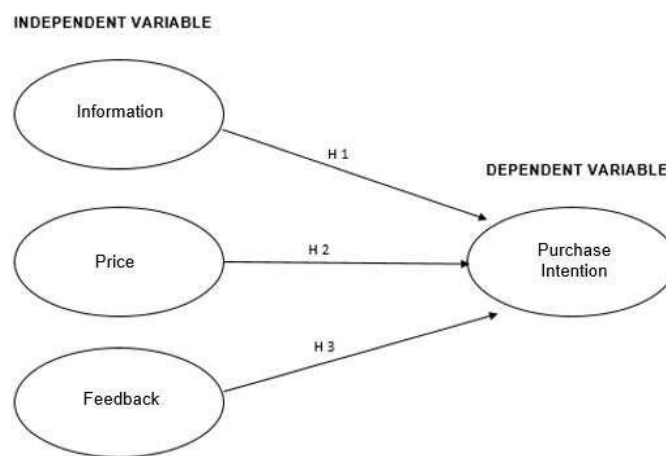 INDEPENDENT VARIABLE
Information
H 1
DEPENDENT VARIABLE
Price
H 2
Purchase
Intention
H 3
Feedback